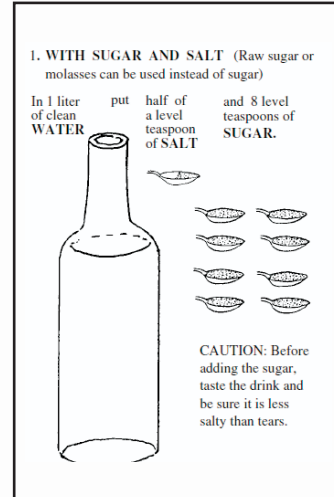 1. WITH SUGAR AND SALT (Raw sugar or
molasses can be used instead of sugar)
In 1 liter
of clean
WATER
put
half of
a level
teaspoon
of SALT
and 8 level
teaspoons of
SUGAR.
CAUTION: Before
adding the sugar,
taste the drink and
be sure it is less
salty than tears.